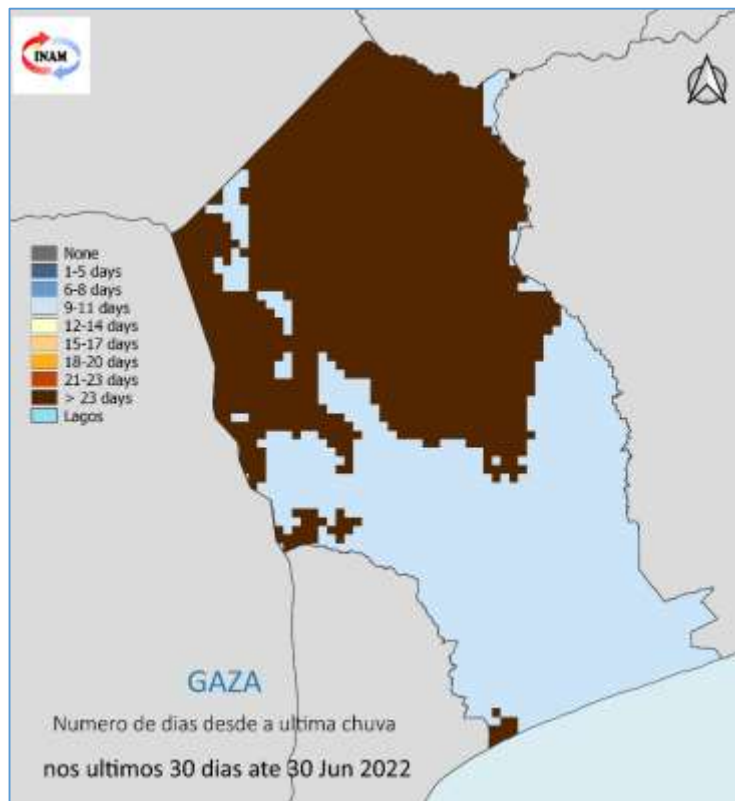 INAM
None
1-5 days
6-8 days
9-11 days
12-14 days
15-17 days
18-20 days
21-23 days
> 23 days
Lagos
GAZA
Numero de dias desde a ultima chuva
nos ultimos 30 dias ate 30 Jun 2022